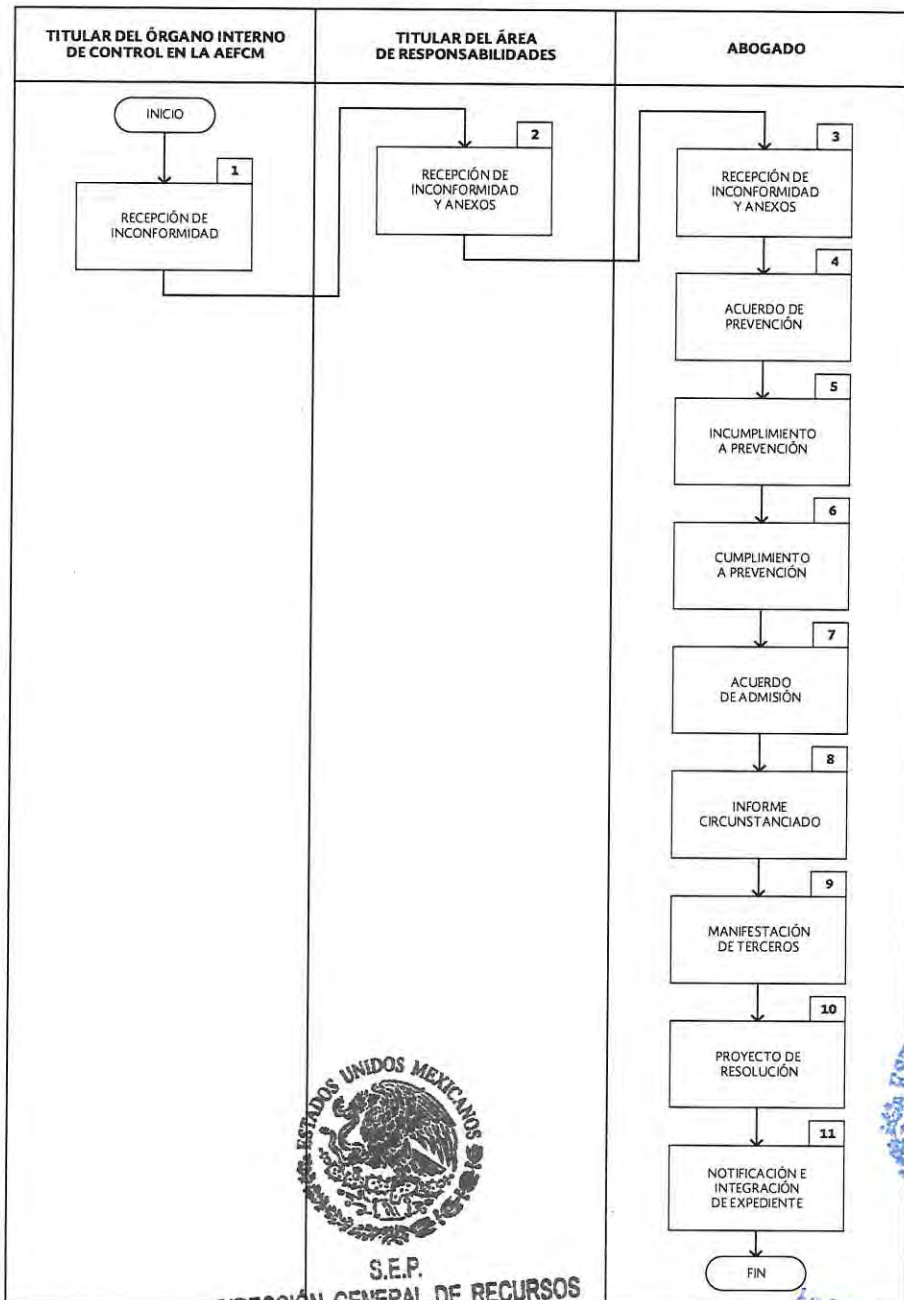 TITULAR DEL ÓRGANO INTERNO
DE CONTROL EN LA AEFCM
TITULAR DEL ÁREA
DE RESPONSABILIDADES
ABOGADO
INICIO
1
RECEPCIÓN DE
INCONFORMIDAD
2
RECEPCIÓN DE
INCONFORMIDAD
Y ANEXOS
3
RECEPCIÓN DE
INCONFORMIDAD
Y ANEXOS
4
ACUERDO DE
PREVENCIÓN
5
INCUMPLIMIENTO
A PREVENCIÓN
6
CUMPLIMIENTO
A PREVENCIÓN
7
ACUERDO
DE ADMISIÓN
8
INFORME
CIRCUNSTANCIADO
9
MANIFESTACIÓN
DE TERCEROS
10
PROYECTO DE
RESOLUCIÓN
11
NOTIFICACIÓN E
INTEGRACIÓN
DE EXPEDIENTE
FIN
ESTADOS UNIDOS MEXICANOS
S.E.P.
GENERAL DE RECURSOS